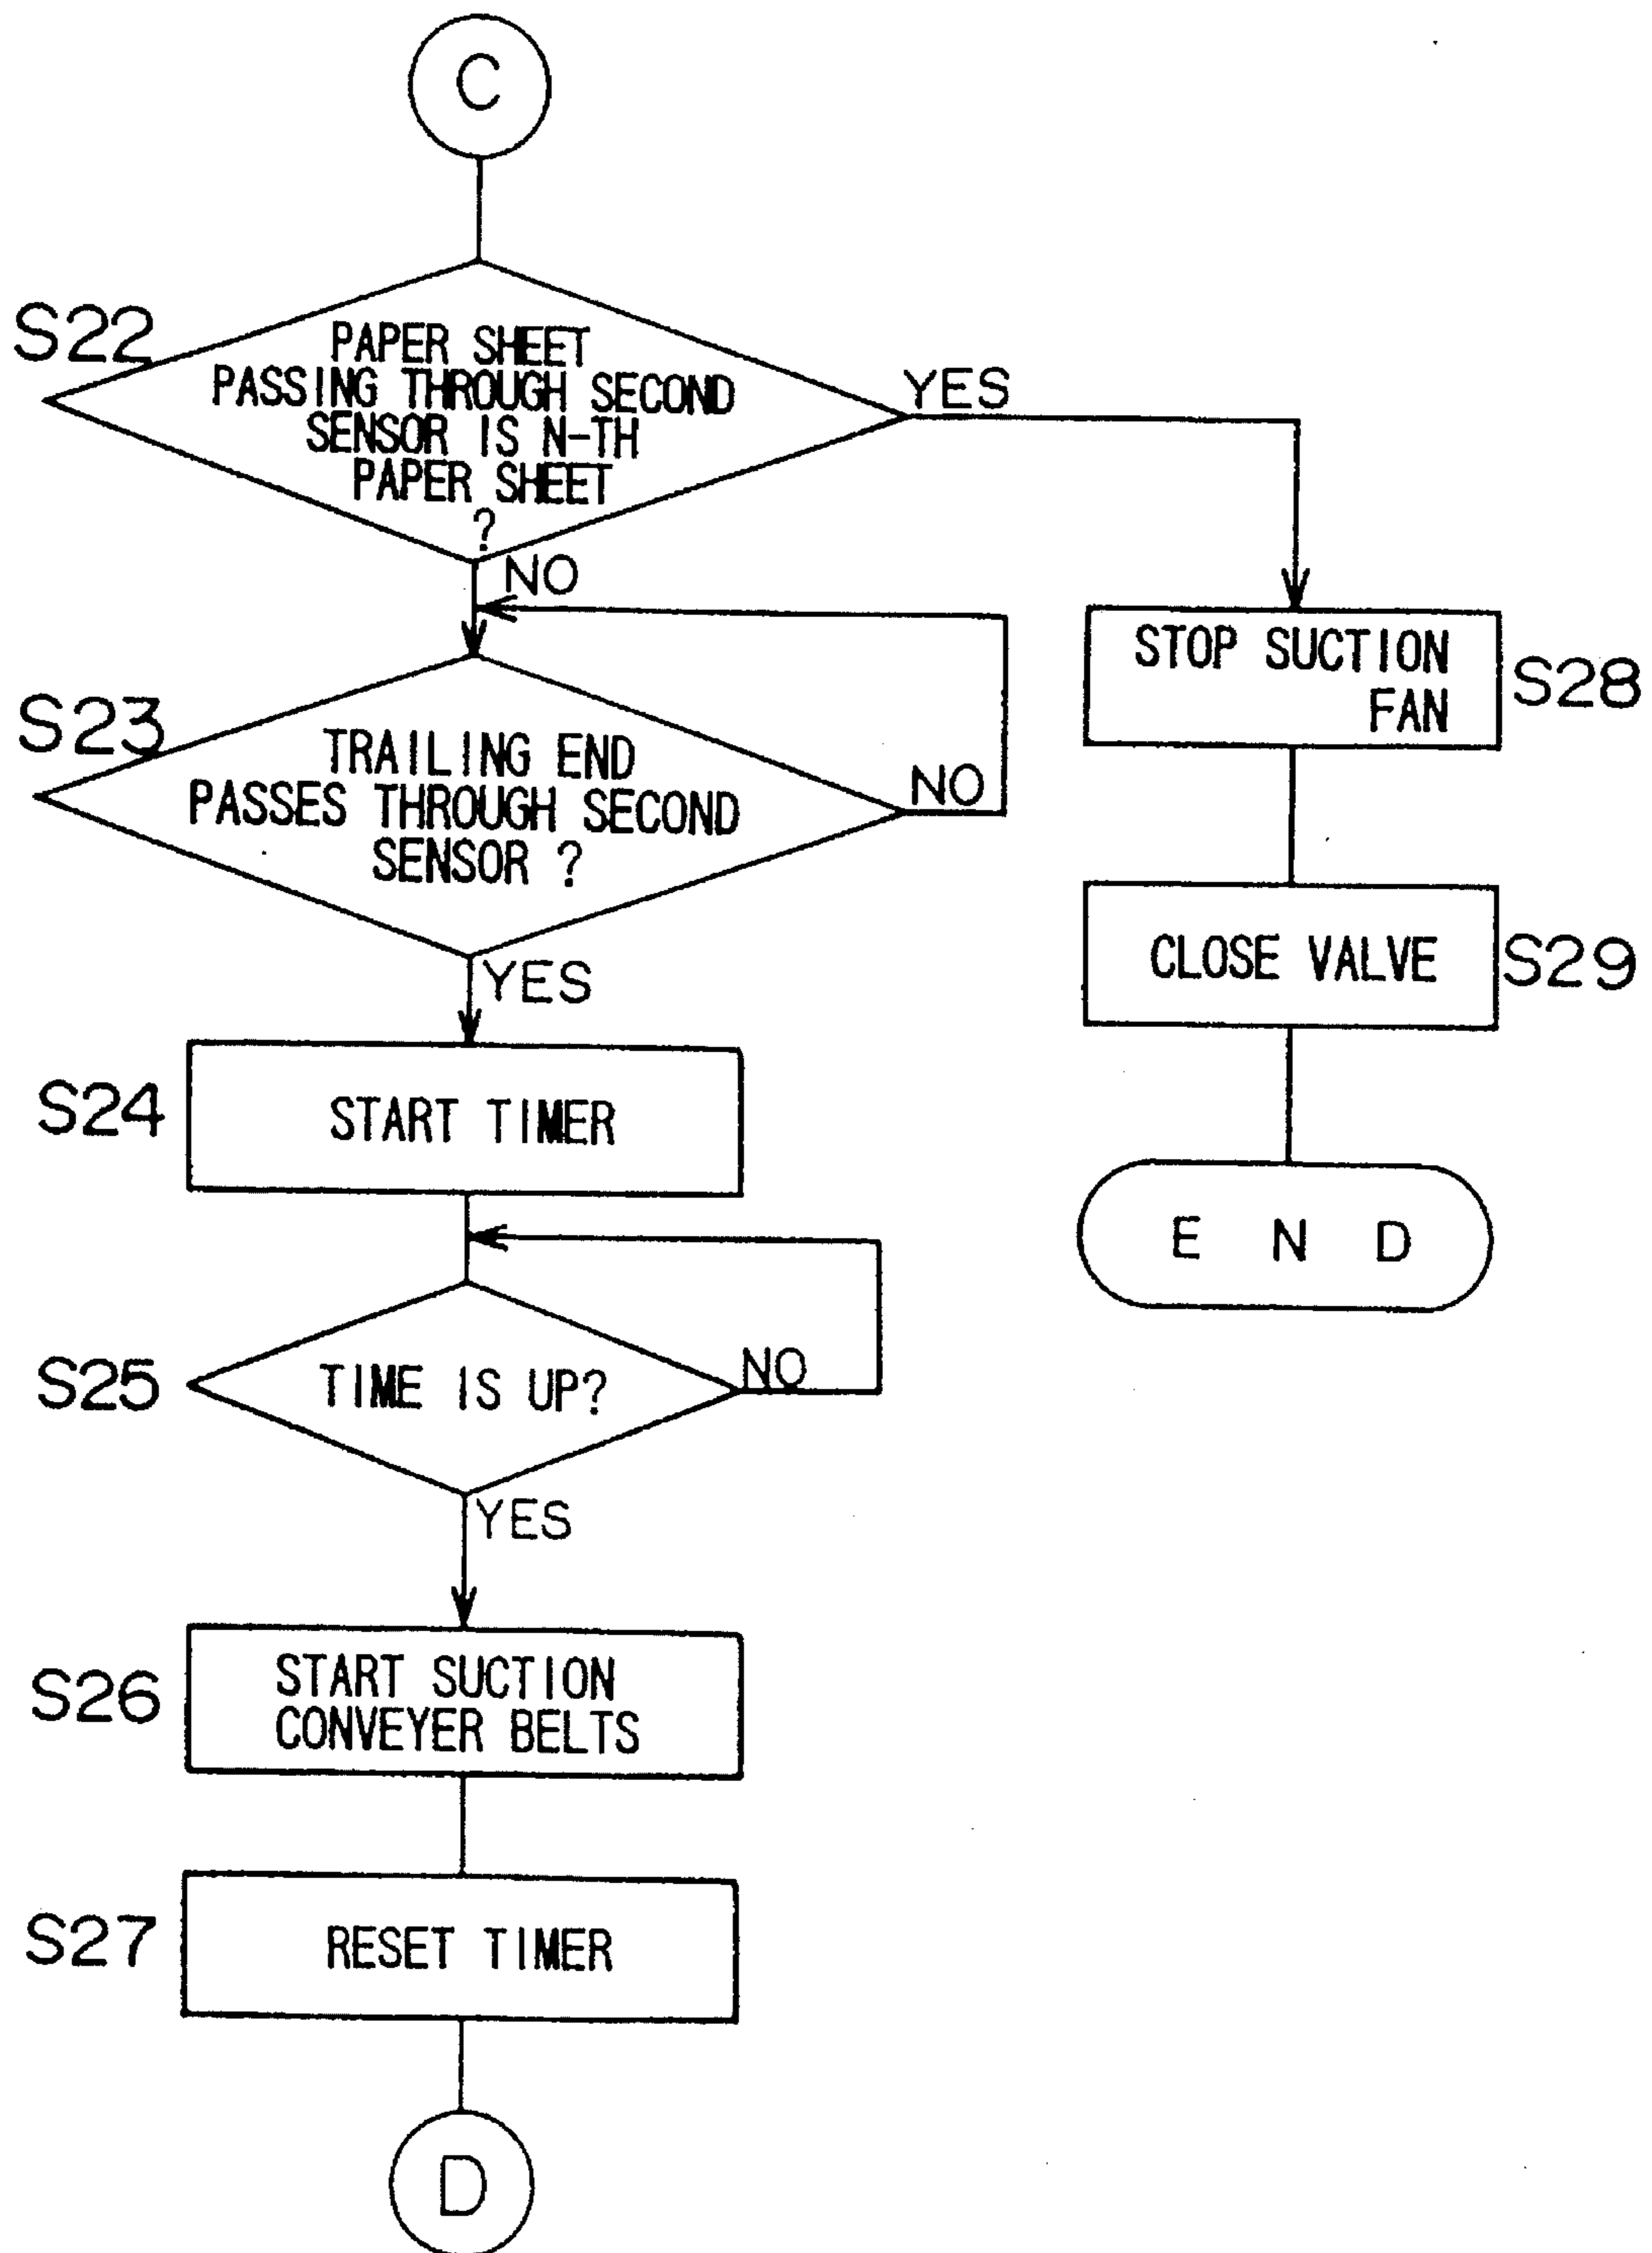 C
S22
PAPER SHEET
PASSING THROUGH SECOND
SENSOR IS N-TH
PAPER SHEET
?
YES
NO
STOP SUCTION
FAN
S28
S23
TRAILING END
PASSES THROUGH SECOND
SENSOR ?
NO
YES
CLOSE VALVE
S29
S24
START TIMER
E N D
S25
TIME IS UP?
NO
YES
S26
START SUCTION
CONVEYER BELTS
S27
RESET TIMER
D